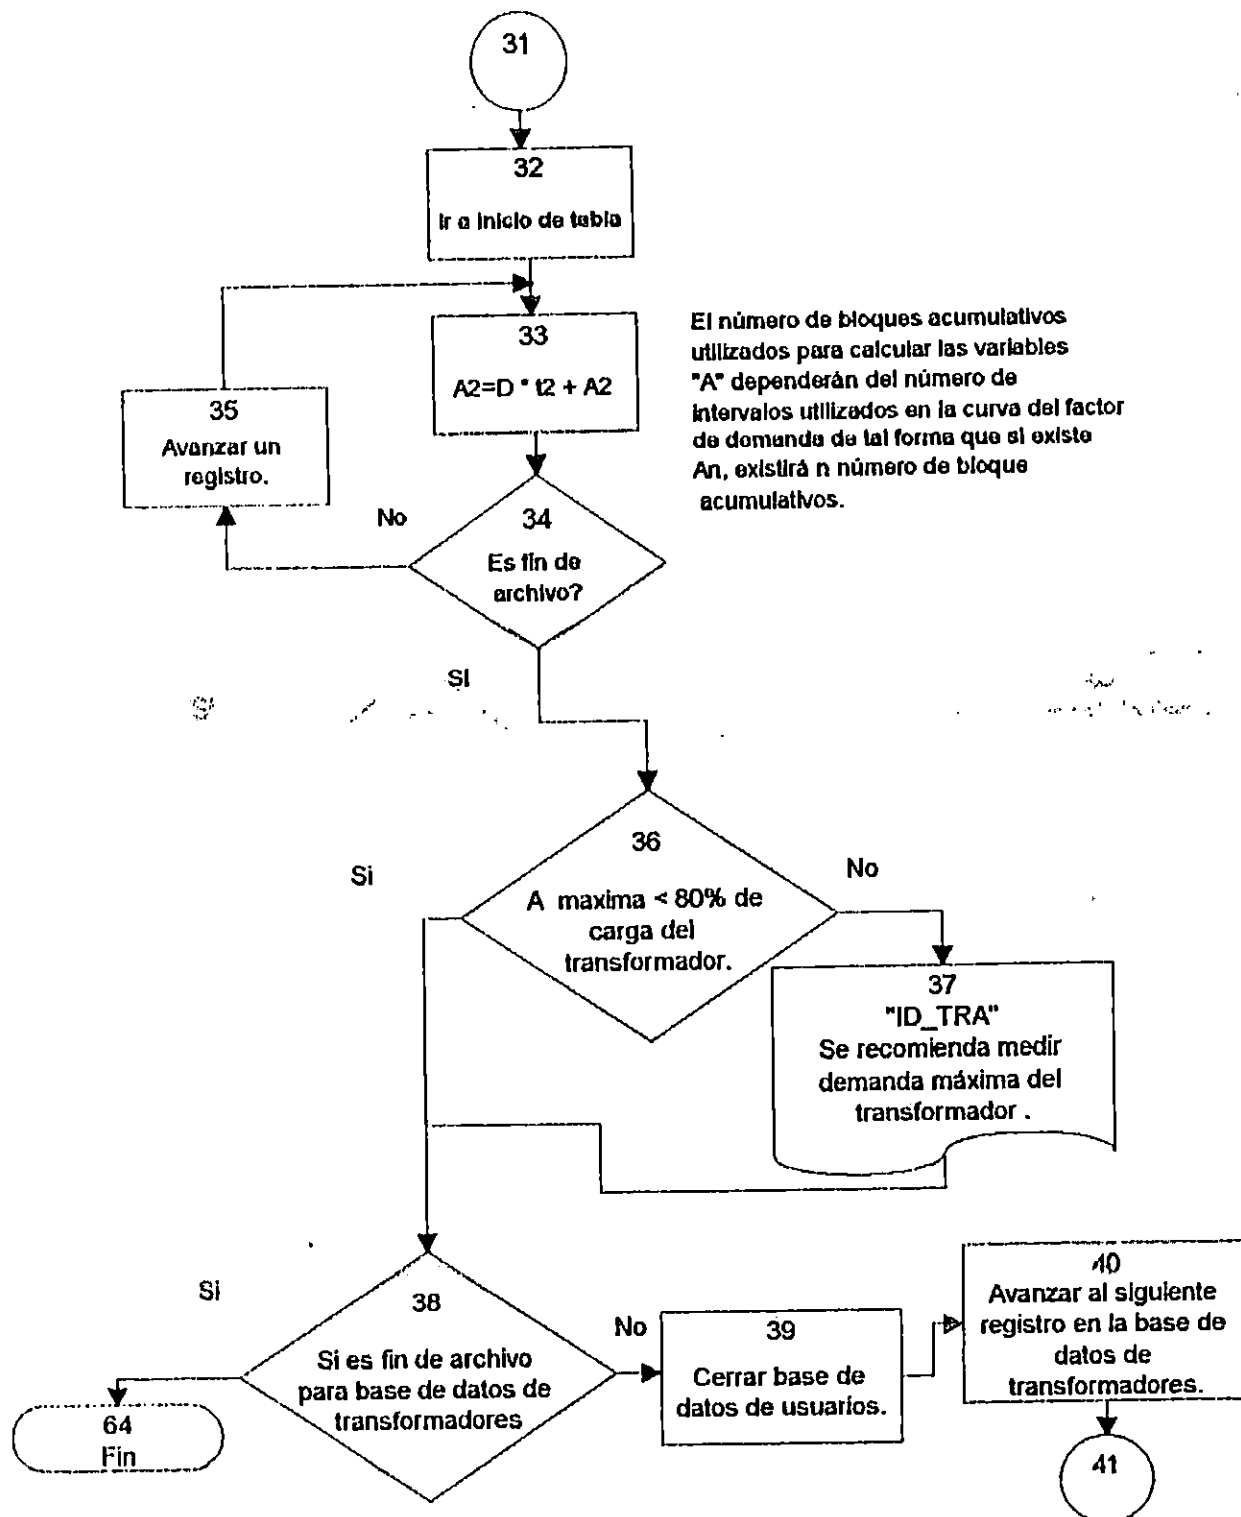 31
32
Ir a inicio de tabla
33
A2=D * t2 + A2
El número de bloques acumulativos
utilizados para calcular las variables
"A" dependerán del número de
intervalos utilizados en la curva del factor
de demanda de tal forma que si existe
An, existirá n número de bloque
acumulativos.
35
Avanzar un
registro.
No
34
Es fin de
archivo?
Si
36
Si
No
A maxima < 80% de
carga del
transformador.
37
"ID_TRA"
Se recomienda medir
demanda máxima del
transformador .
Si
38
Si es fin de archivo
para base de datos de
transformadores
No
39
Cerrar base de
datos de usuarios.
40
Avanzar al siguiente
registro en la base de
datos de
transformadores.
64
Fin
41